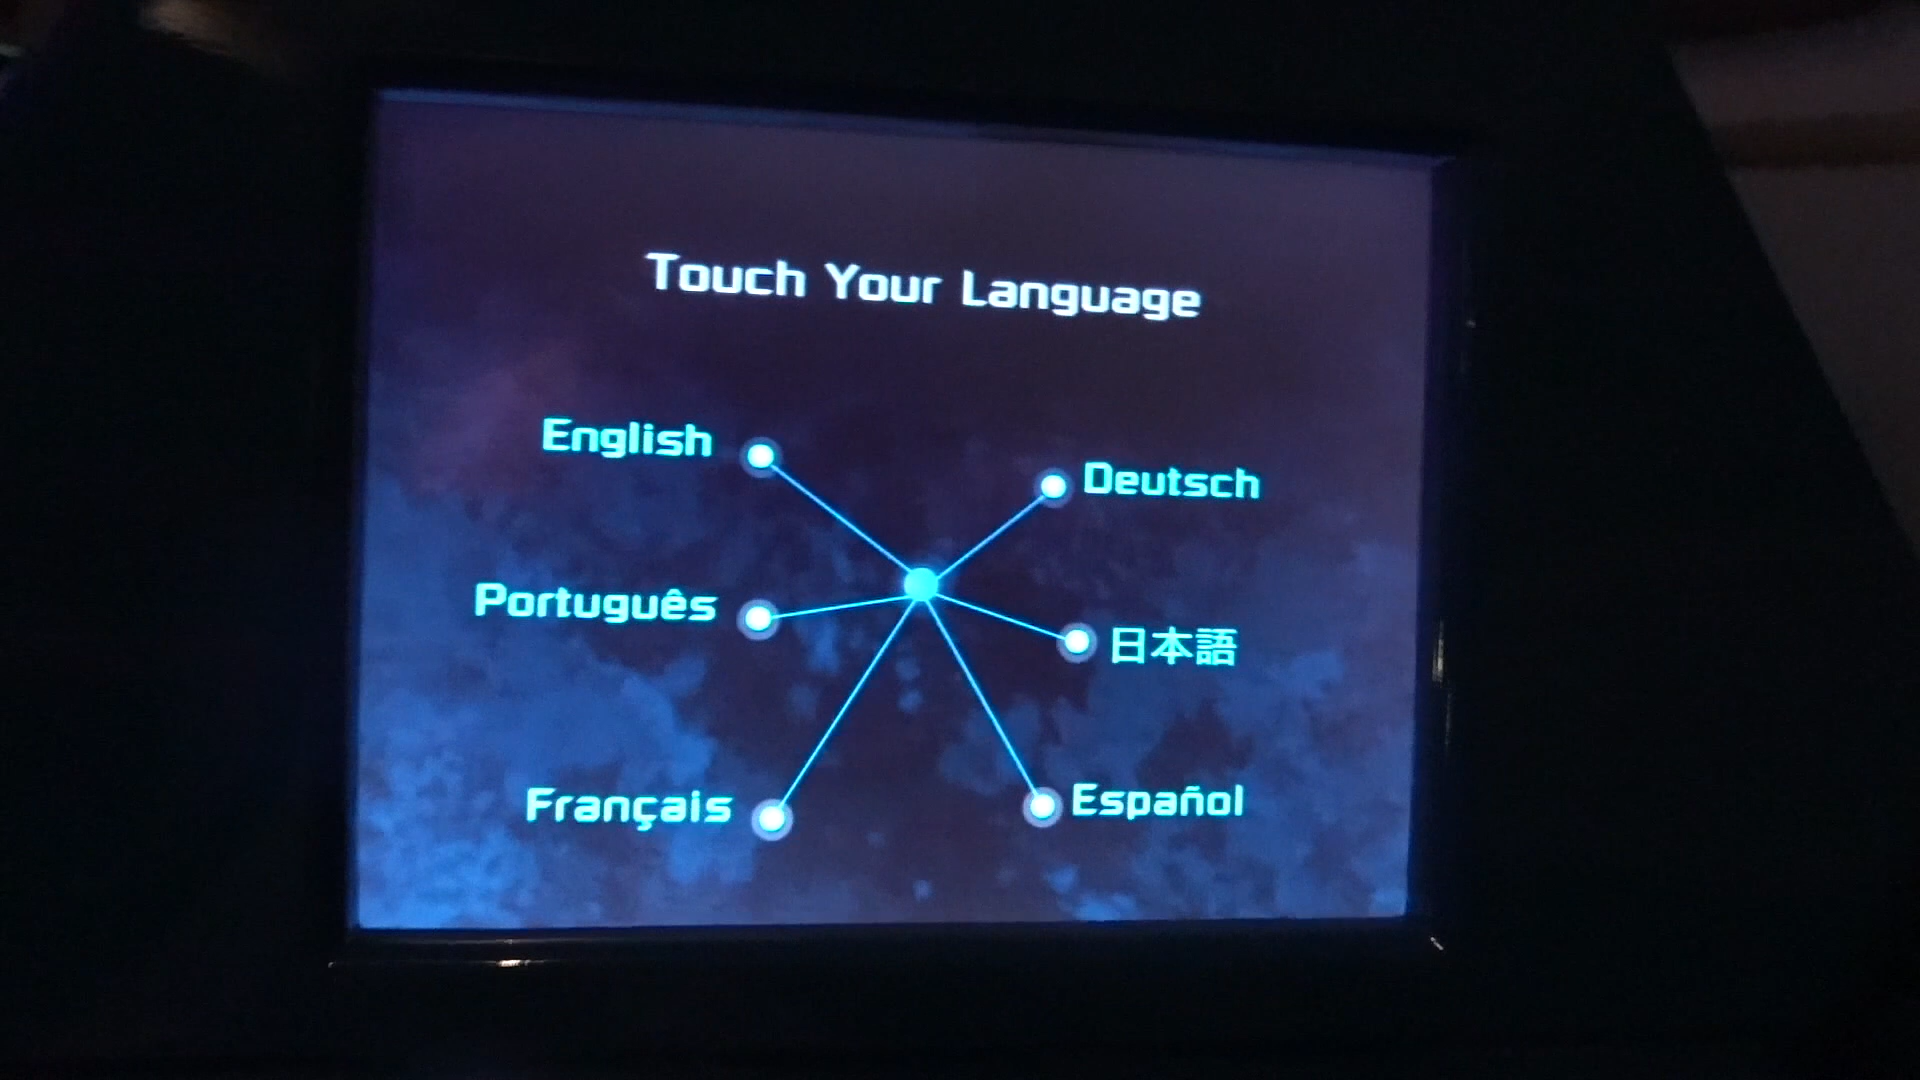 Touch Your Language
English
Deutsch
Português
日本語
Français
Español